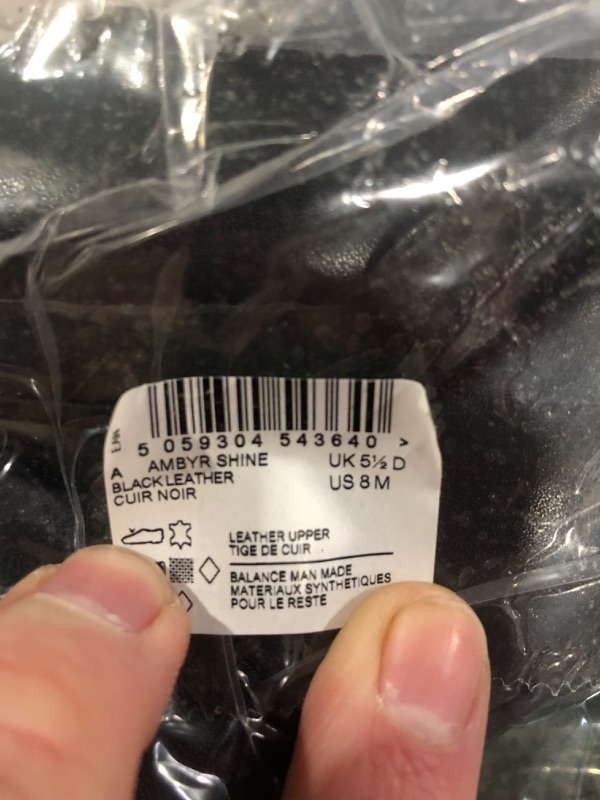 5 059304 543640 >
A AMBYR SHINE UK 5½ D
BLACK LEATHER US 8 M
CUIR NOIR
LEATHER UPPER
TIGE DE CUIR
BALANCE MAN MADE
MATERIAUX SYNTHETIQUES
POUR LE RESTE